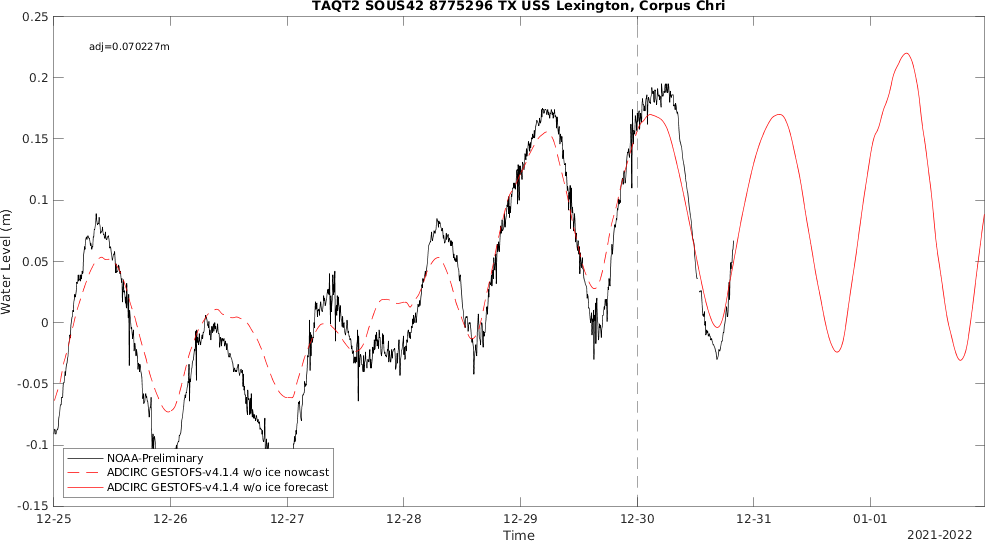 TAQT2 SOUS42 8775296 TX USS Lexington, Corpus Chri
adj=0.070227m
0.25
0.2
0.15
0.1
0.05
0
-0.05
-0.1
-0.15
Water Level (m)
NOAA-Preliminary
ADCIRC GESTOFS-v4.1.4 w/o ice nowcast
ADCIRC GESTOFS-v4.1.4 w/o ice forecast
12-25 12-26 12-27 12-28 12-29 12-30 12-31 01-01
Time
2021-2022